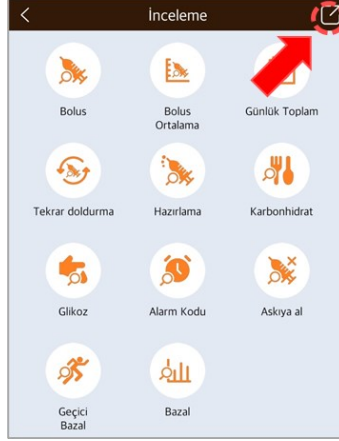 İnceleme
Bolus
Bolus
Ortalama
Günlük Toplam
Tekrar doldurma
Hazırlama
Karbonhidrat
Glikoz
Alarm Kodu
Askıya al
Geçici
Bazal
Bazal